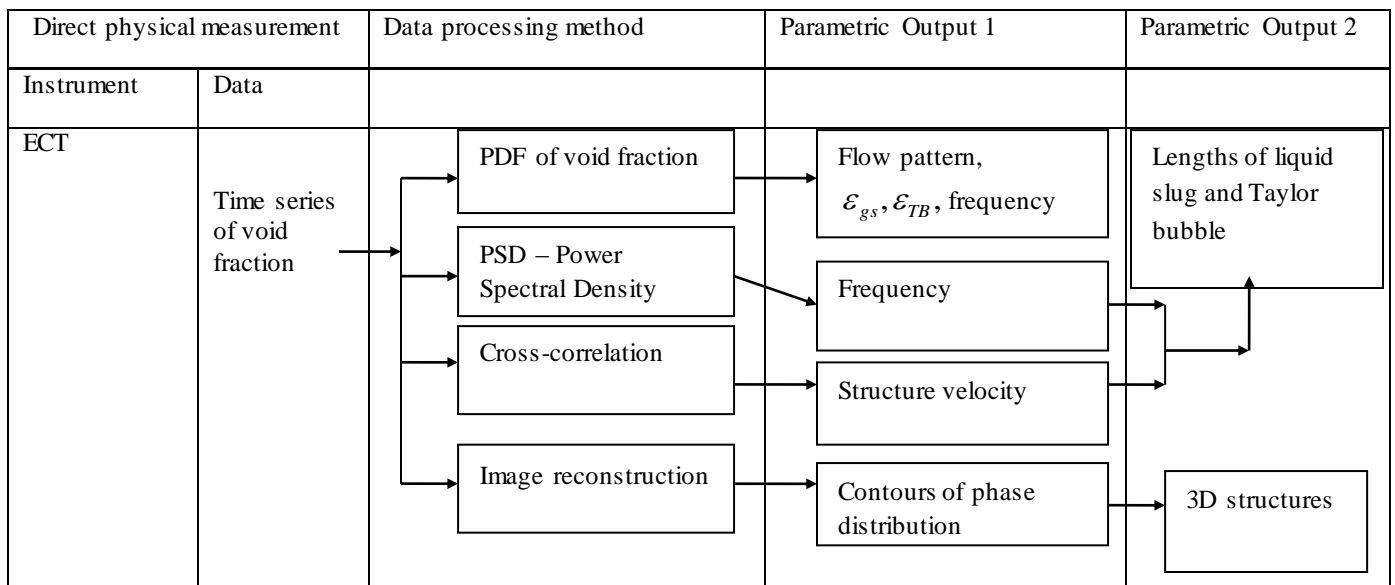 Direct physical measurement
Data processing method
Parametric Output 1
Parametric Output 2
Instrument
Data
ECT
Time series
of void
fraction
PDF of void fraction
PSD – Power
Spectral Density
Cross-correlation
Image reconstruction
Flow pattern,
ε_gs, ε_TB, frequency
Frequency
Structure velocity
Contours of phase
distribution
Lengths of liquid
slug and Taylor
bubble
3D structures